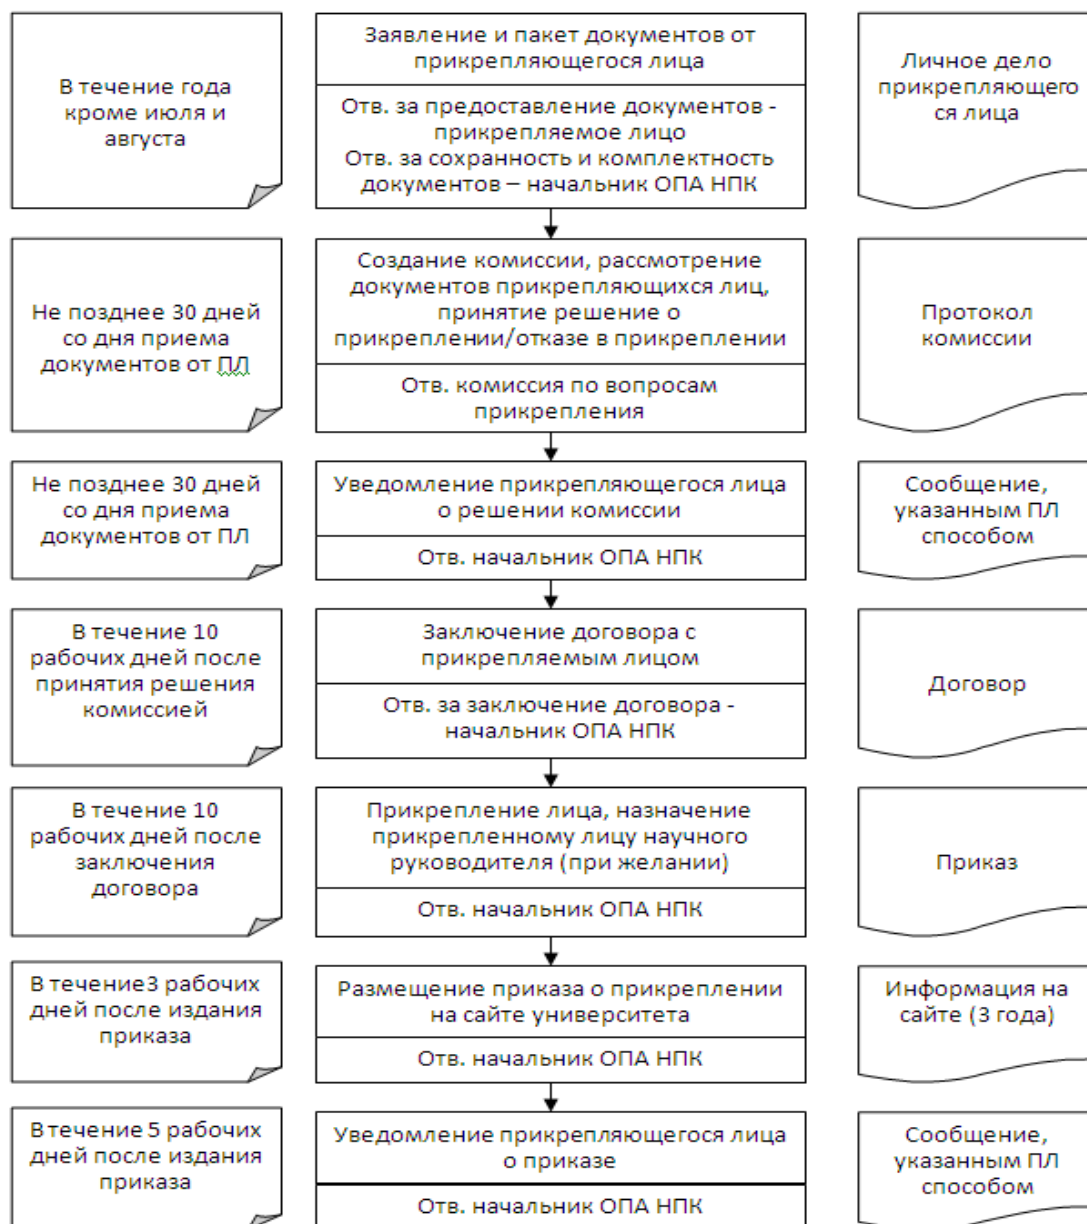 В течение года
кроме июля и
августа
Заявление и пакет документов от
прикрепляющегося лица
Отв. за предоставление документов -
прикрепляемое лицо
Отв. за сохранность и комплектность
документов – начальник ОПА НПК
Личное дело
прикрепляющего
ся лица
Не позднее 30 дней
со дня приема
документов от ПЛ
Создание комиссии, рассмотрение
документов прикрепляющихся лиц,
принятие решение о
прикреплении/отказе в прикреплении
Отв. комиссия по вопросам
прикрепления
Протокол
комиссии
Не позднее 30 дней
со дня приема
документов от ПЛ
Уведомление прикрепляющегося лица
о решении комиссии
Отв. начальник ОПА НПК
Сообщение,
указанным ПЛ
способом
В течение 10
рабочих дней после
принятия решения
комиссией
Заключение договора с
прикрепляемым лицом
Отв. за заключение договора -
начальник ОПА НПК
Договор
В течение 10
рабочих дней после
заключения
договора
Прикрепление лица, назначение
прикрепленному лицу научного
руководителя (при желании)
Отв. начальник ОПА НПК
Приказ
В течение3 рабочих
дней после издания
приказа
Размещение приказа о прикреплении
на сайте университета
Отв. начальник ОПА НПК
Информация на
сайте (3 года)
В течение 5 рабочих
дней после издания
приказа
Уведомление прикрепляющегося лица
о приказе
Отв. начальник ОПА НПК
Сообщение,
указанным ПЛ
способом